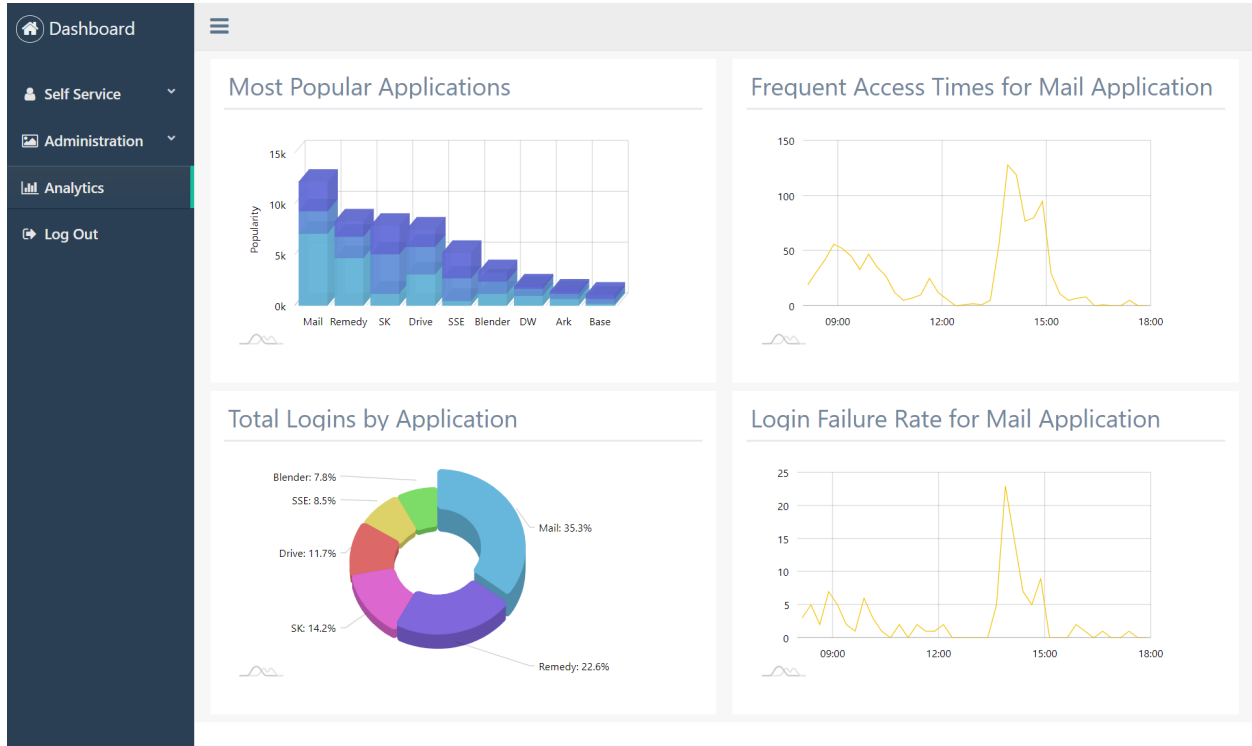 Dashboard
Self Service
Administration
Analytics
Log Out
Most Popular Applications
Popularity
15k
10k
5k
0k
Mail Remedy SK Drive SSE Blender DW Ark Base
Frequent Access Times for Mail Application
150
100
50
0
09:00 12:00 15:00 18:00
Total Logins by Application
Blender: 7.8%
SSE: 8.5%
Mail: 35.3%
Drive: 11.7%
SK: 14.2%
Remedy: 22.6%
Login Failure Rate for Mail Application
25
20
15
10
5
0
09:00 12:00 15:00 18:00